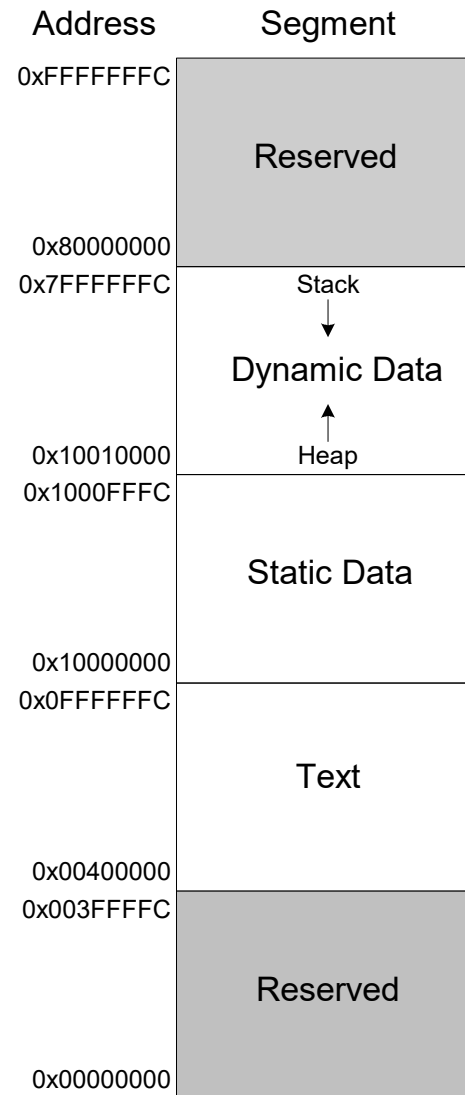 Address Segment
0xFFFFFFFC
Reserved
0x80000000
0x7FFFFFFC Stack
Dynamic Data
0x10010000 Heap
0x1000FFFC
Static Data
0x10000000
0x0FFFFFFC
Text
0x00400000
0x003FFFFC
Reserved
0x00000000